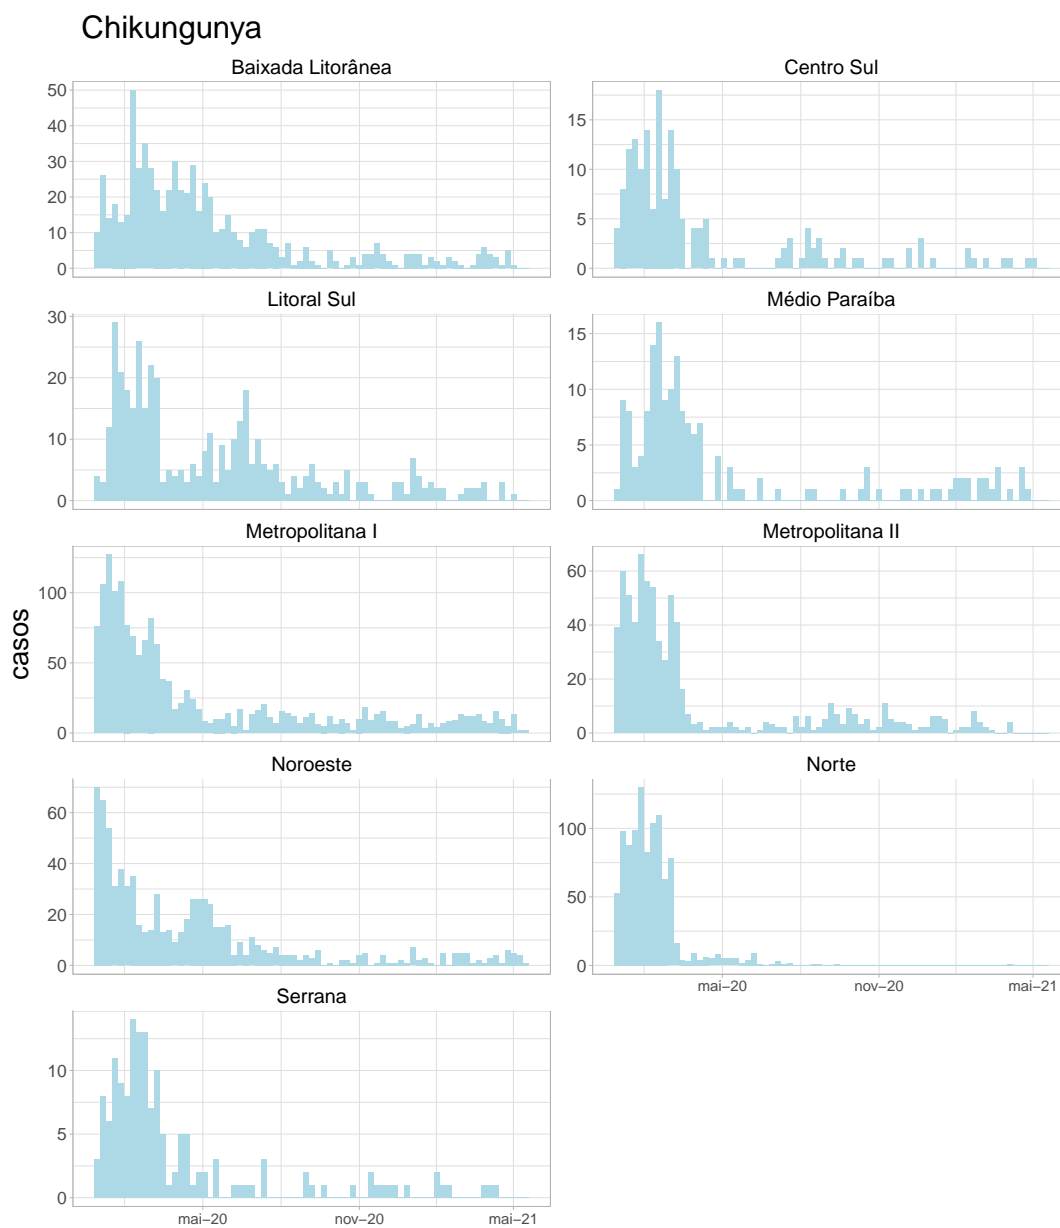 Chikungunya
Baixada Litorânea
50
40
30
20
10
0
Centro Sul
15
10
5
0
Litoral Sul
30
20
10
0
Médio Paraíba
15
10
5
0
casos
Metropolitana I
100
50
0
Metropolitana II
60
40
20
0
Noroeste
60
40
20
0
Norte
100
50
0
mai−20
nov−20
mai−21
Serrana
10
5
0
mai−20
nov−20
mai−21